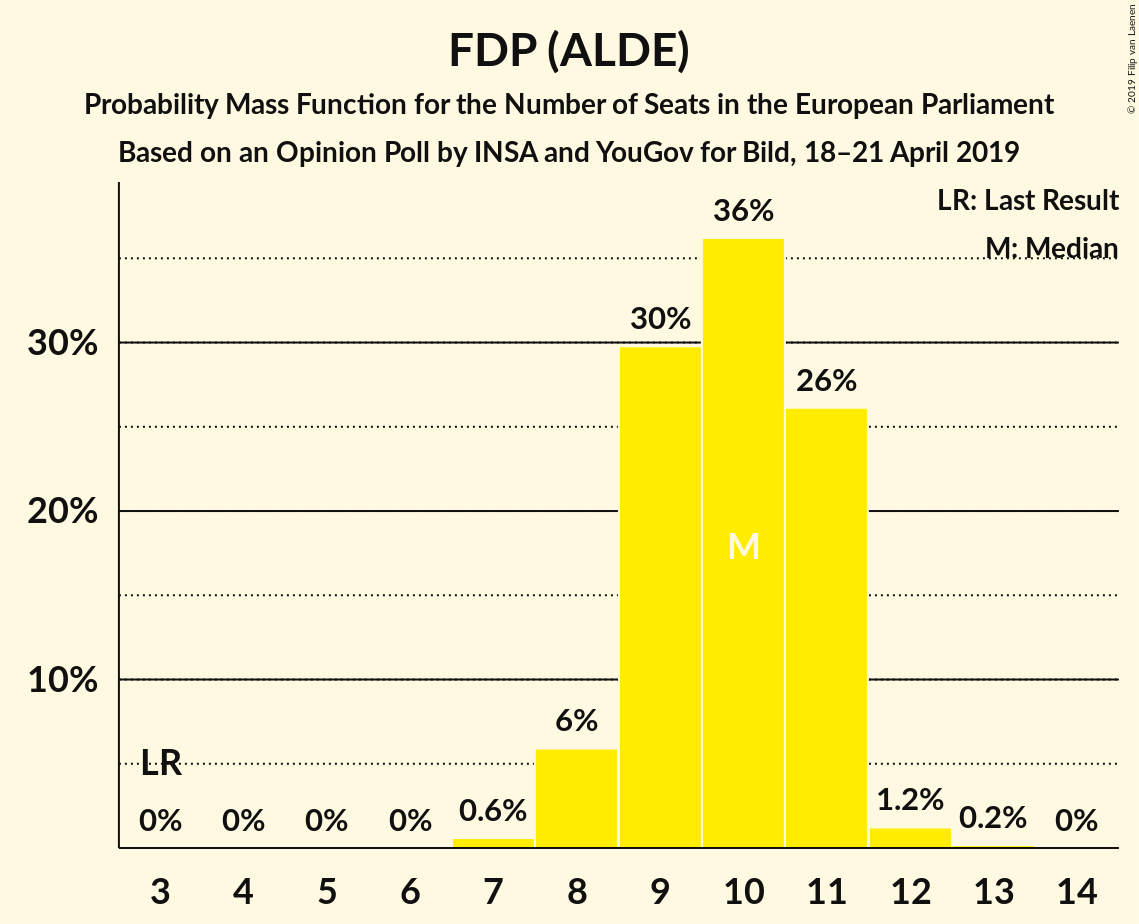 FDP (ALDE)
Probability Mass Function for the Number of Seats in the European Parliament
Based on an Opinion Poll by INSA and YouGov for Bild, 18–21 April 2019
© 2019 Filip van Laenen
LR: Last Result
M: Median
30%
20%
10%
36%
30%
26%
M
6%
LR
0%
0%
0%
0%
0.6%
1.2%
0.2%
0%
3 4 5 6 7 8 9 10 11 12 13 14